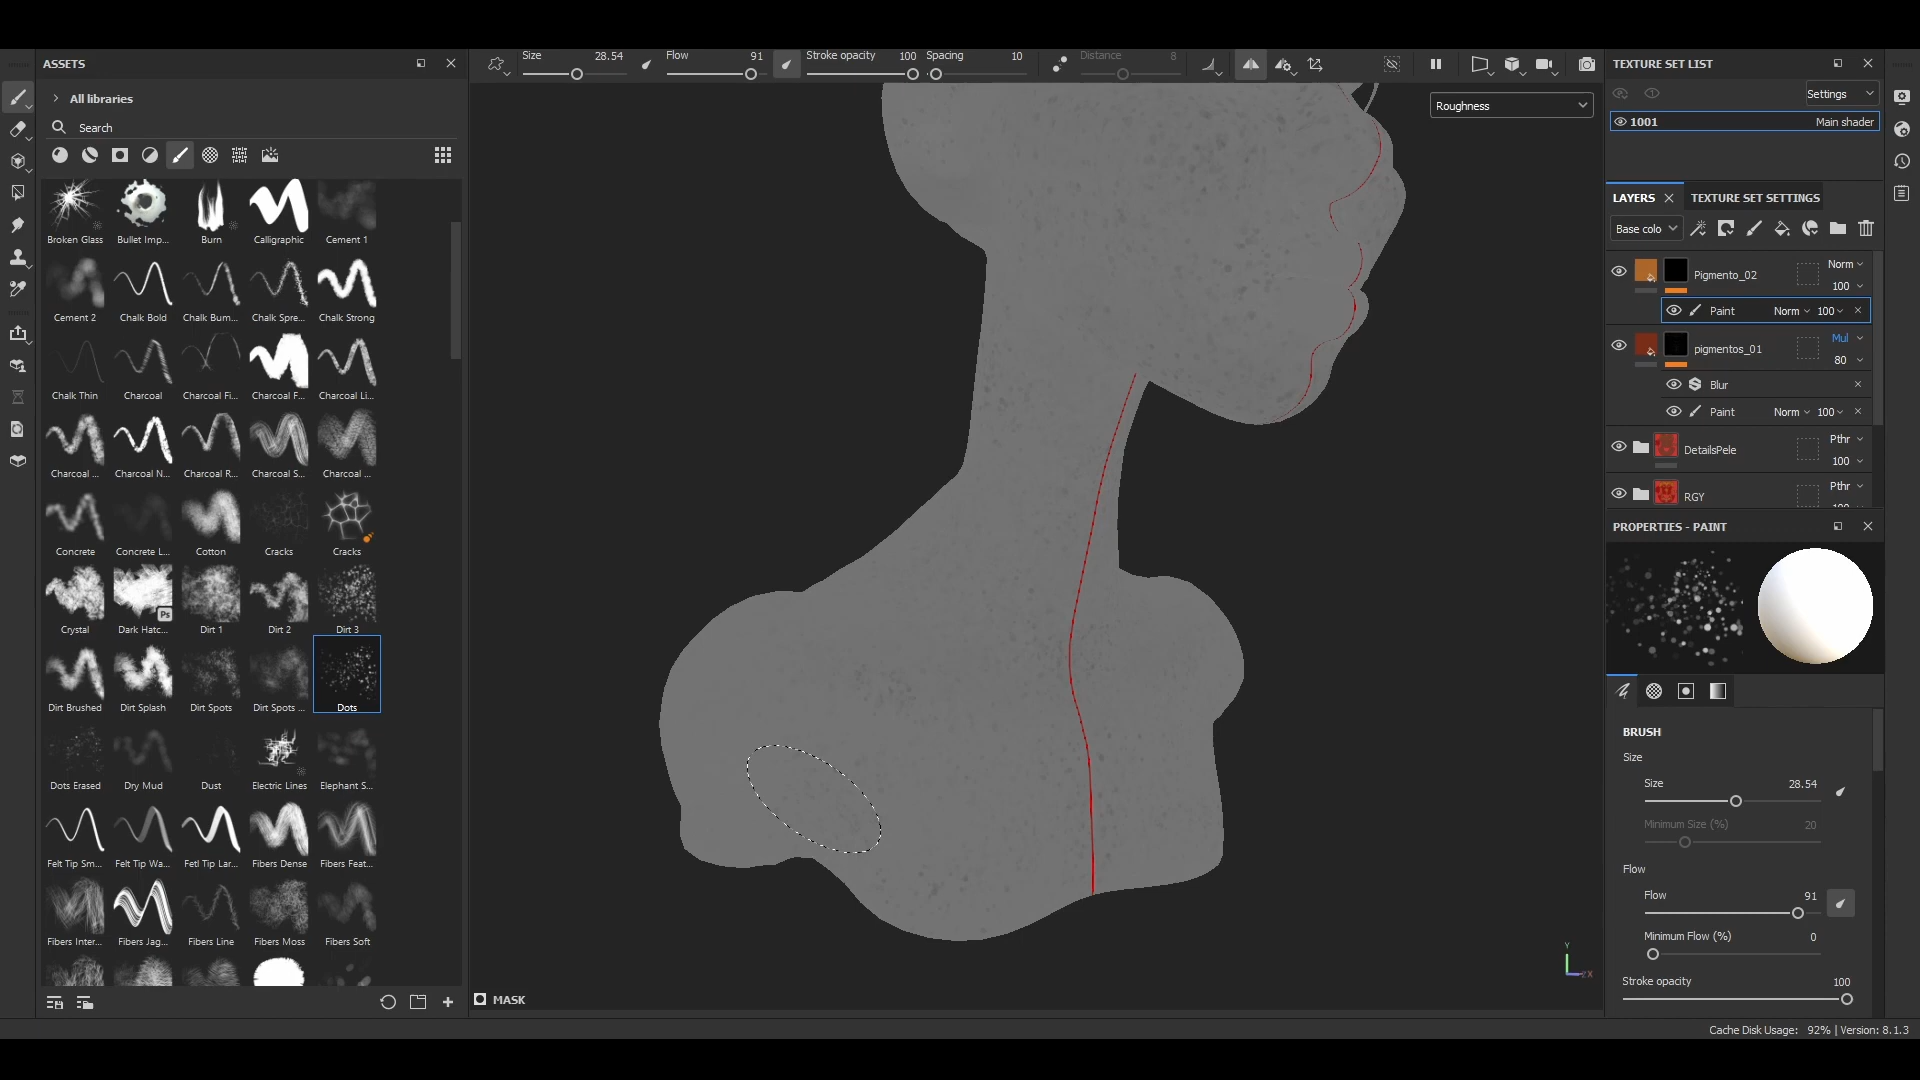 ASSETS
All libraries
Search
Broken Glass
Bullet Imp...
Burn
Calligraphic
Cement 1
Cement 2
Chalk Bold
Chalk Bum...
Chalk Spre...
Chalk Strong
Chalk Thin
Charcoal
Charcoal Fi...
Charcoal F...
Charcoal Li...
Charcoal ...
Charcoal N...
Charcoal R...
Charcoal S...
Charcoal ...
Concrete
Concrete L...
Cotton
Cracks
Cracks
Crystal
Ps
Dark Hatc...
Dirt 1
Dirt 2
Dirt 3
Dirt Brushed
Dirt Splash
Dirt Spots
Dirt Spots ...
Dots
Dots Erased
Dry Mud
Dust
Electric Lines
Elephant S...
Felt Tip Sm...
Felt Tip Wa...
Fetl Tip Lar...
Fibers Dense
Fibers Feat...
Fibers Inter...
Fibers Jag...
Fibers Line
Fibers Moss
Fibers Soft
Size 28.54
Flow 91
Stroke opacity 100
Spacing 10
Distance 8
Roughness
MASK
Y
X
TEXTURE SET LIST
Settings
1001 Main shader
LAYERS
TEXTURE SET SETTINGS
Base colo
Pigmento_02 Norm
100
Paint Norm 100
pigmentos_01 Mul
80
Blur
Paint Norm 100
DetailsPele Pthr
100
RGY Pthr
100
PROPERTIES - PAINT
BRUSH
Size
Size 28.54
Minimum Size (%) 20
Flow
Flow 91
Minimum Flow (%) 0
Stroke opacity 100
Cache Disk Usage: 92% | Version: 8.1.3